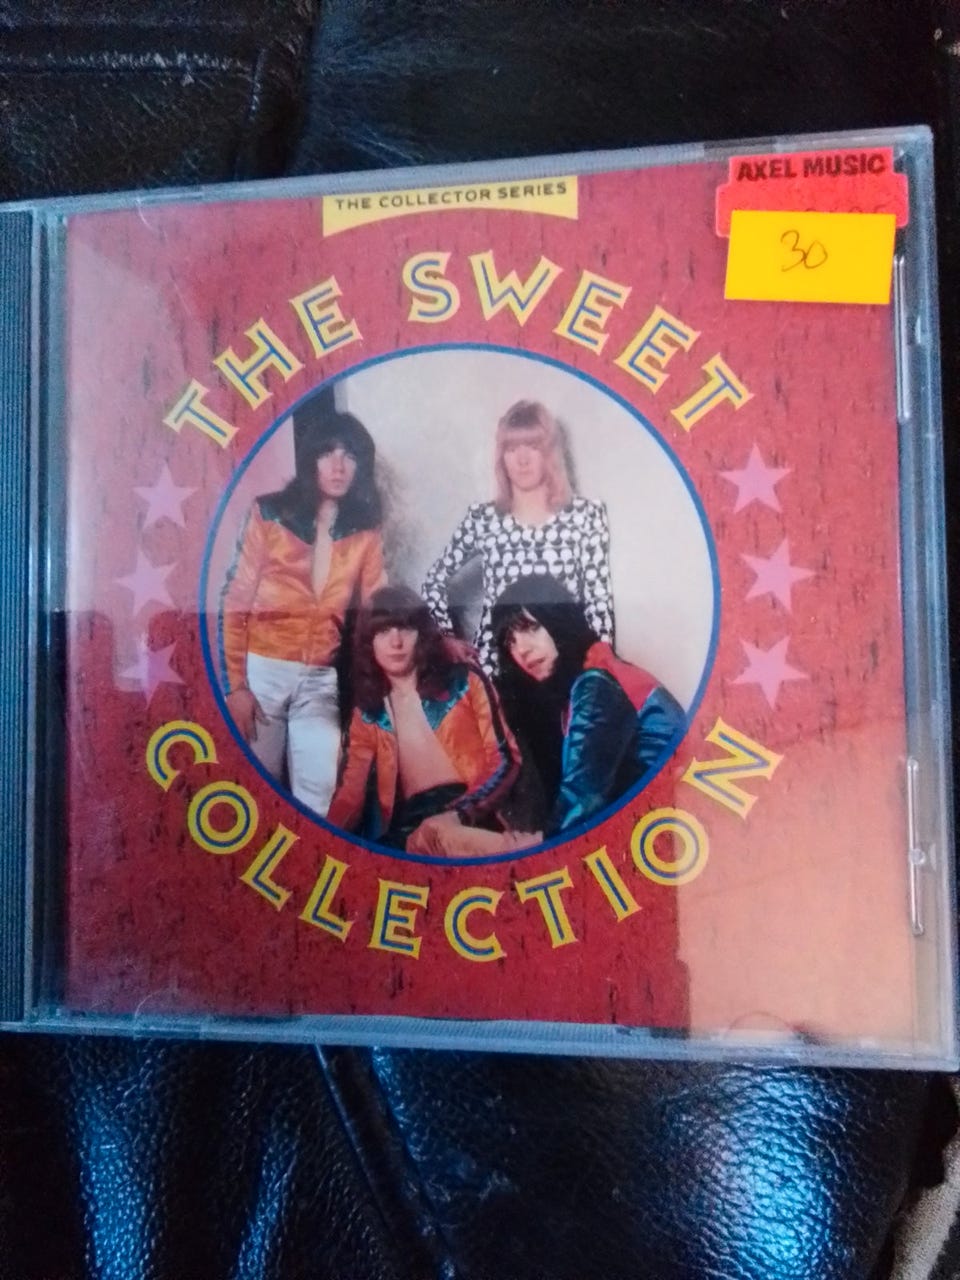 THE COLLECTOR SERIES
AXEL MUSIC
30
THE SWEET
COLLECTION